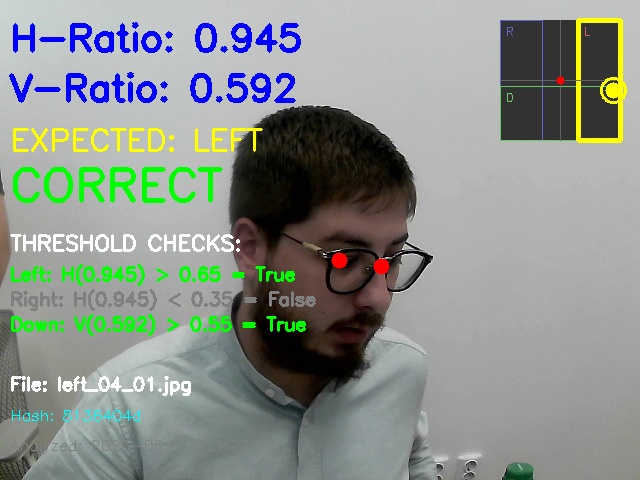 H-Ratio: 0.945
V-Ratio: 0.592
EXPECTED: LEFT
CORRECT
THRESHOLD CHECKS:
Left: H(0.945) > 0.65 = True
Right: H(0.945) < 0.35 = False
Down: V(0.592) > 0.55 = True
File: left_04_01.jpg
Hash:
R
L
D